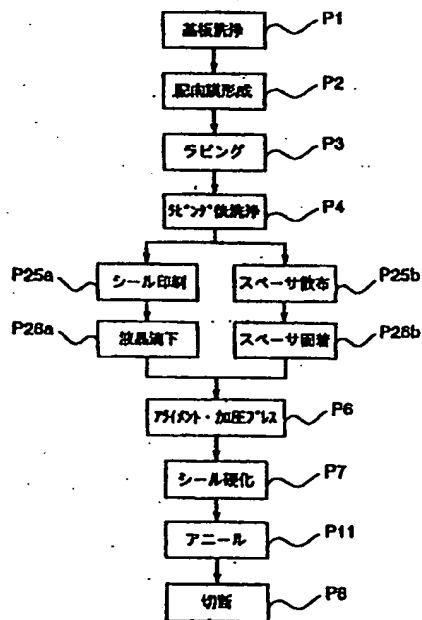 基板洗浄 P1
配向膜形成 P2
ラビング P3
ラビング後洗浄 P4
P25a シール印刷 スペーサ散布 P25b
P26a 液晶滴下 スペーサ固着 P26b
アライメント・加圧プレス P6
シール硬化 P7
アニール P11
切断 P8